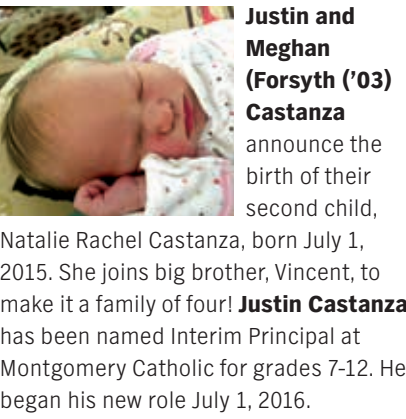 Justin and
Meghan
(Forsyth (’03)
Castanza
announce the
birth of their
second child,
Natalie Rachel Castanza, born July 1,
2015. She joins big brother, Vincent, to
make it a family of four! Justin Castanza
has been named Interim Principal at
Montgomery Catholic for grades 7-12. He
began his new role July 1, 2016.